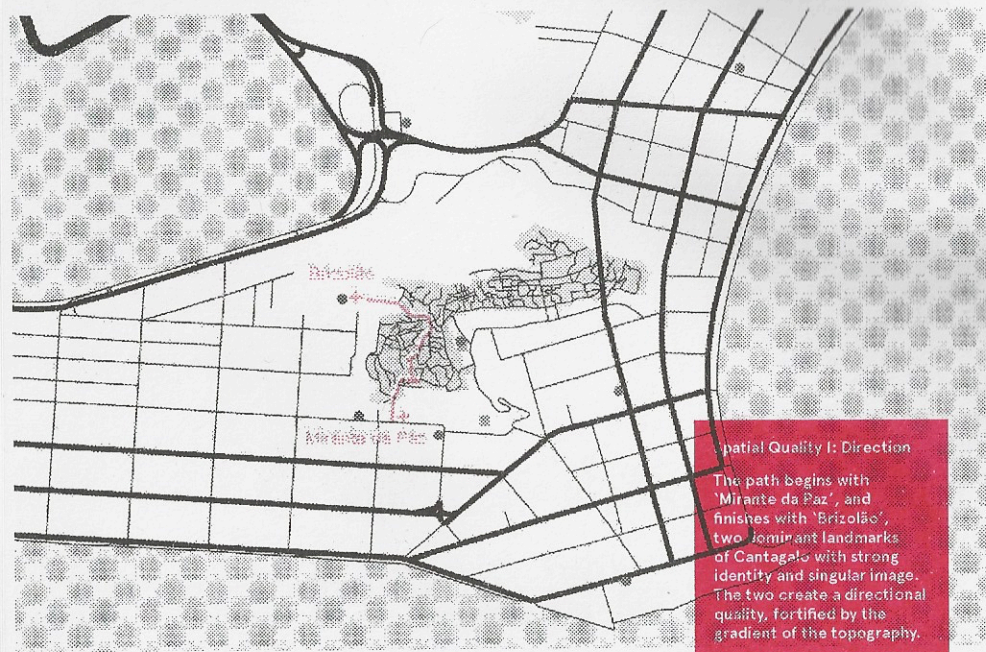 Brizolão
Mirante da Paz
Spatial Quality I: Direction
The path begins with
‘Mirante da Paz’, and
finishes with ‘Brizolão’,
two dominant landmarks
of Cantagalo with strong
identity and singular image.
The two create a directional
quality, fortified by the
gradient of the topography.